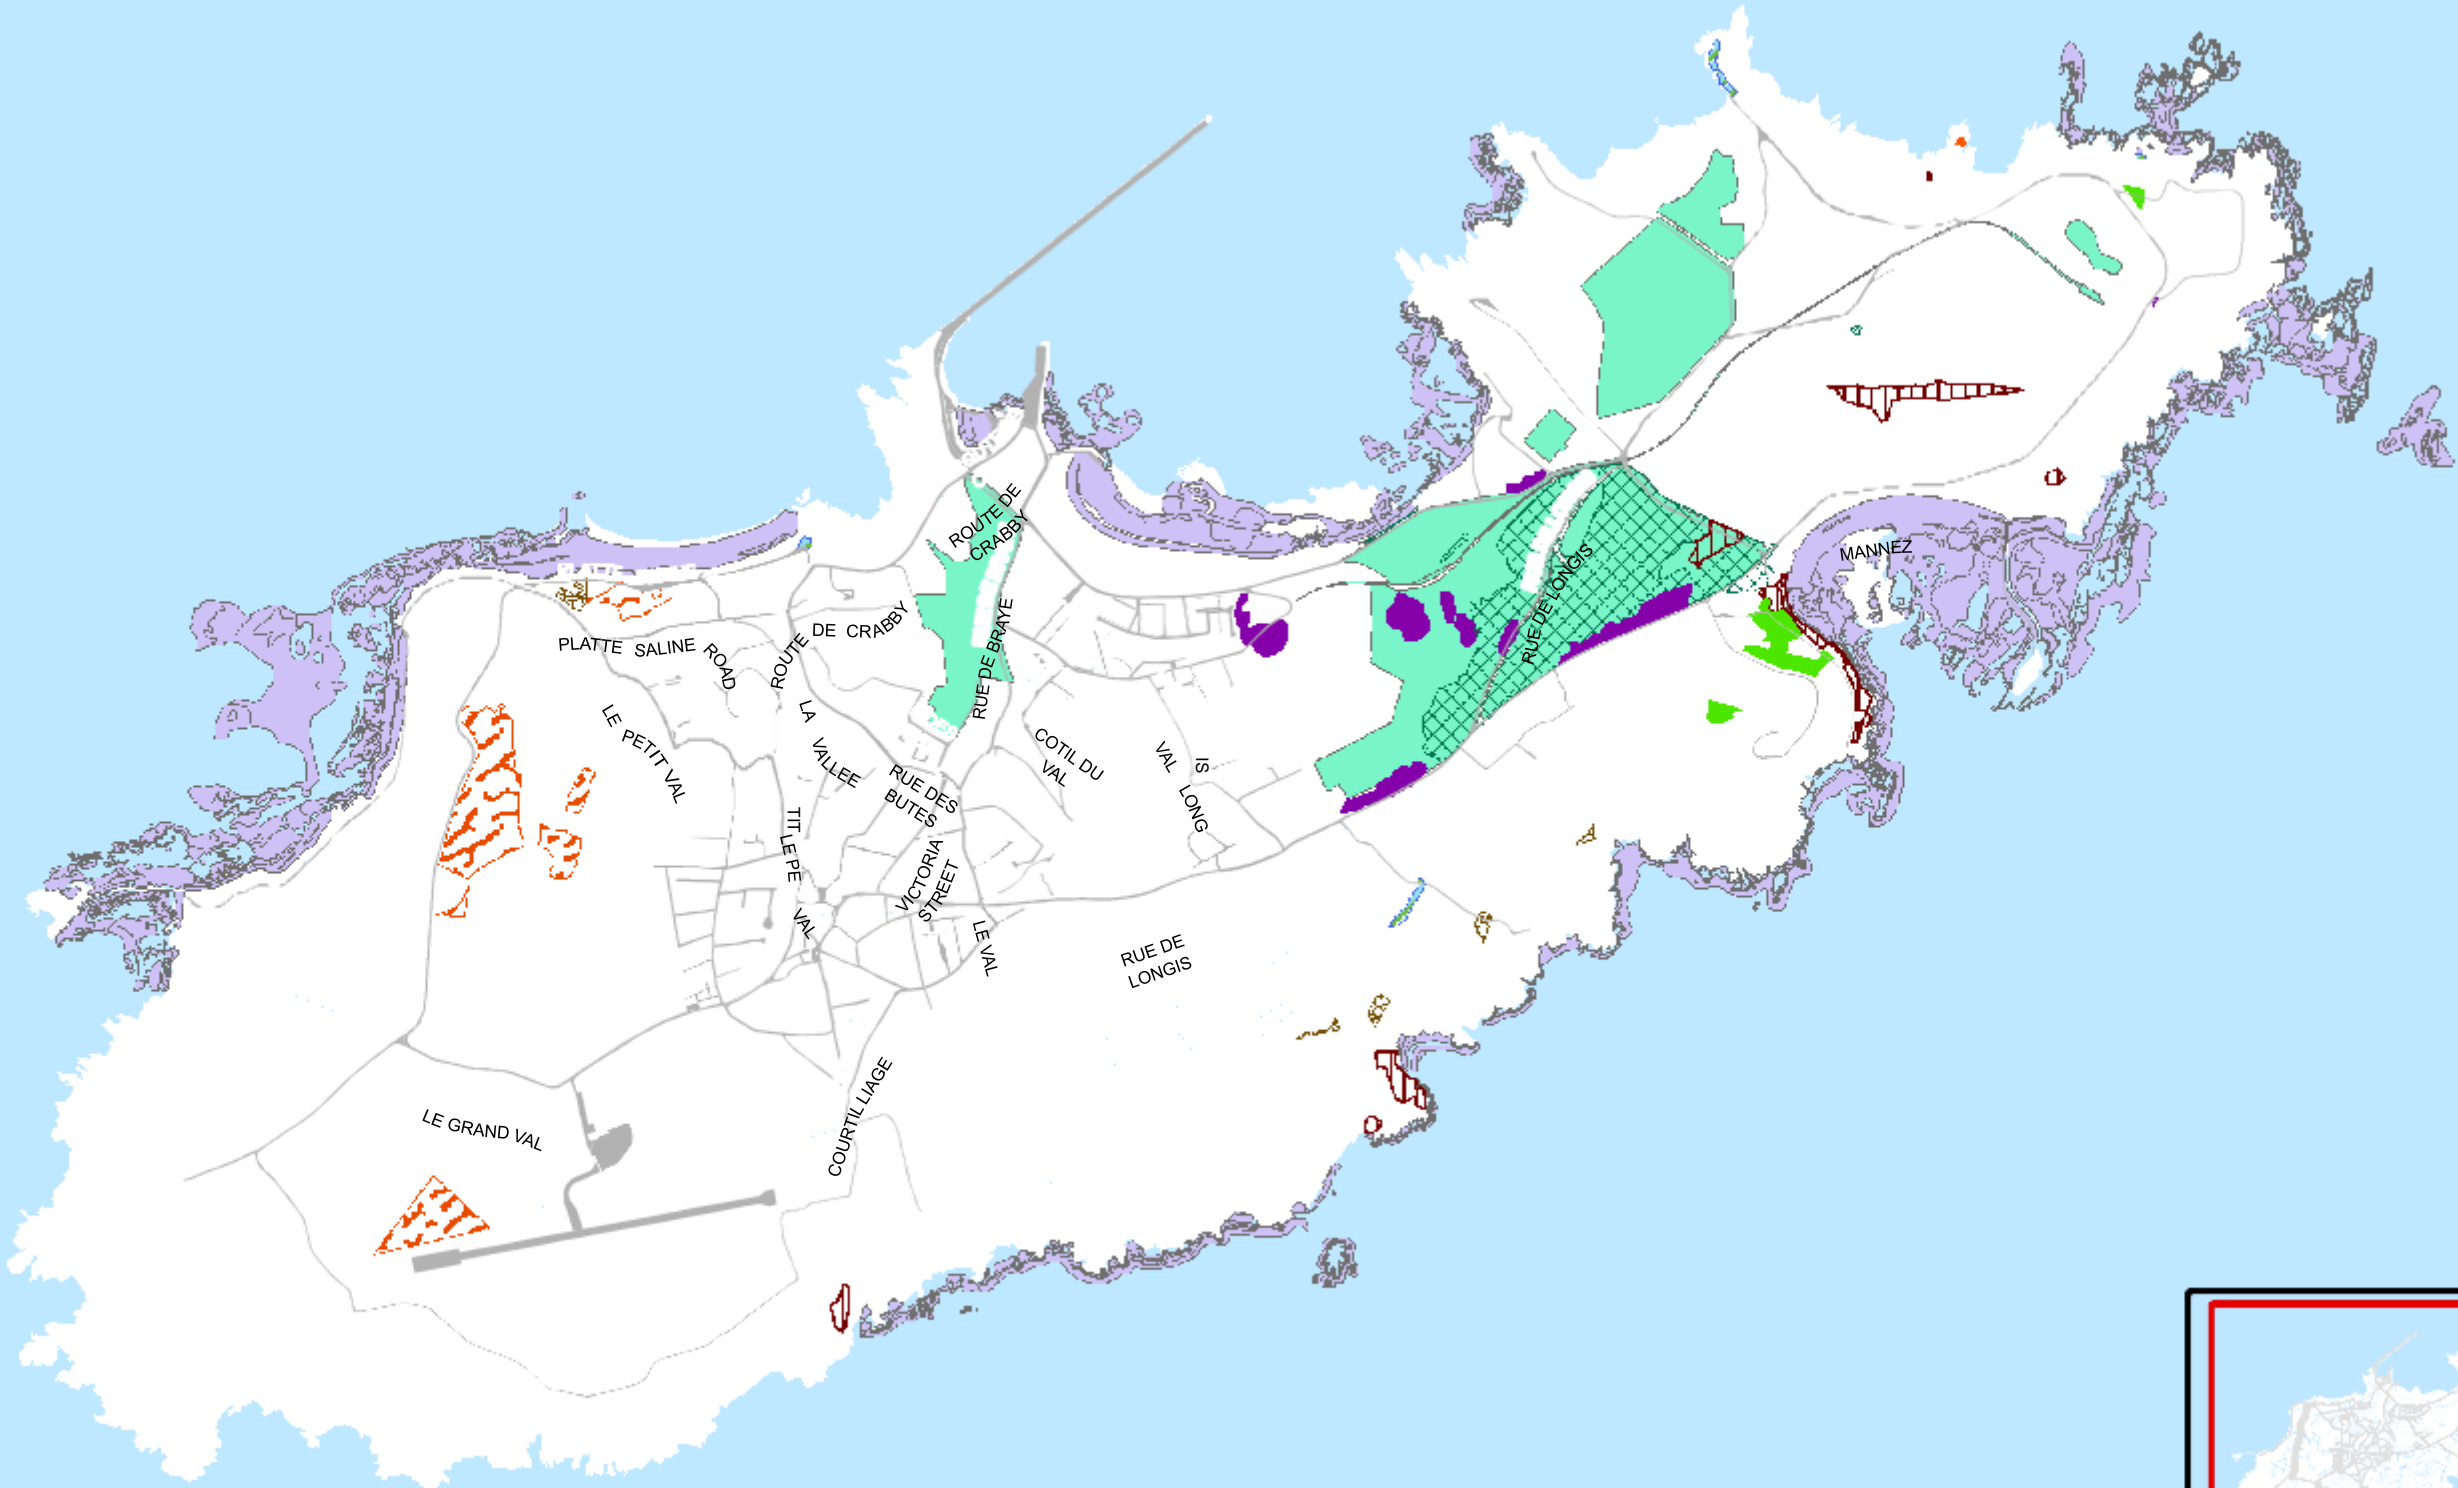 ROUTE DE
CRABBY
MANNEZ
RUE DE LONGIS
PLATTE SALINE ROAD
ROUTE DE CRABBY
RUE DE BRAYE
LE PETIT VAL
LA VALLEE
COTIL DU
VAL
VAL
IS
LONG
RUE DES
BUTES
TIT
LE PE
VAL
VICTORIA
STREET
LE VAL
RUE DE
LONGIS
COURTIL LIAGE
LE GRAND VAL